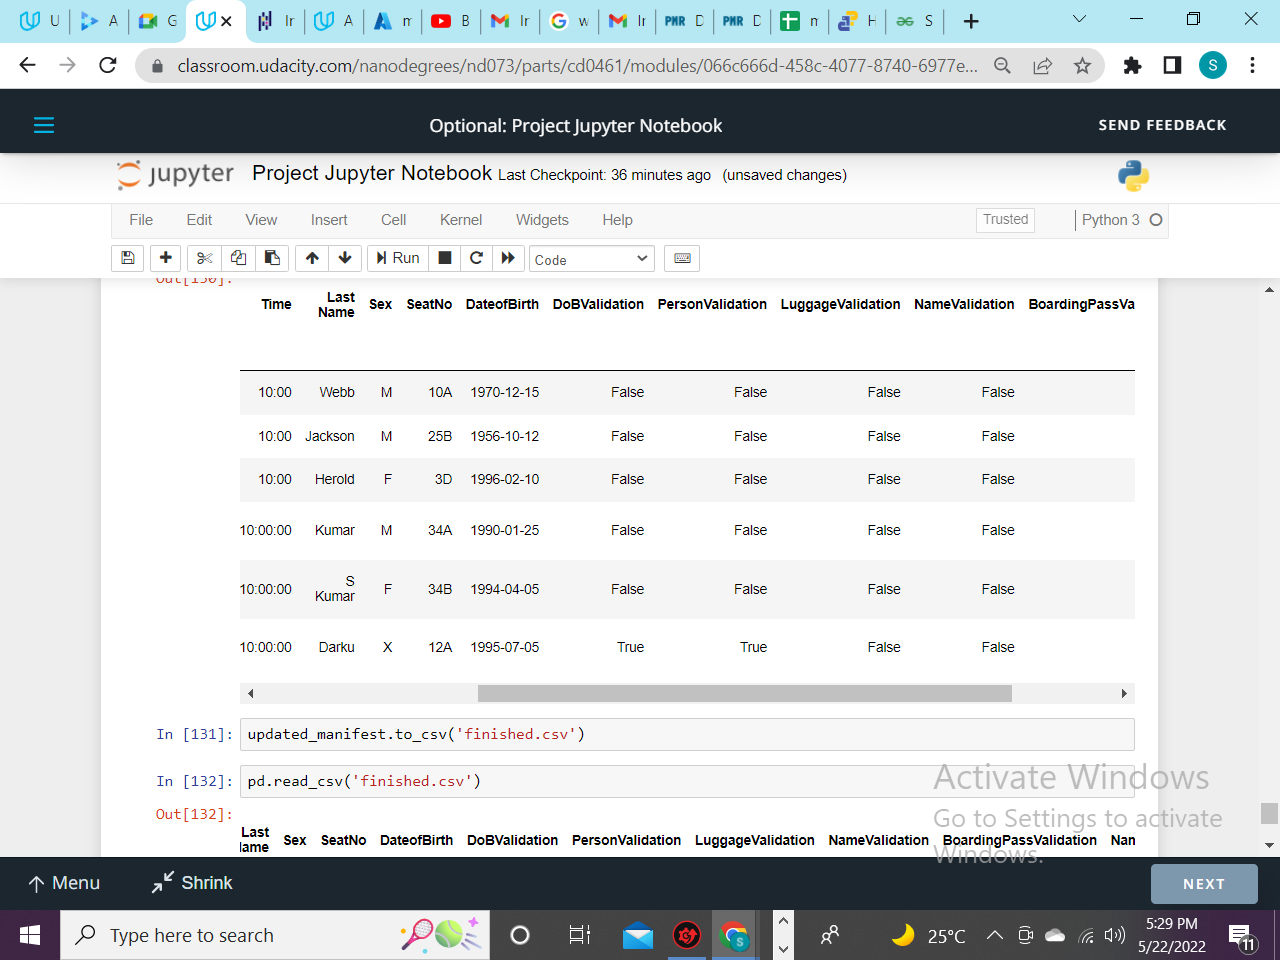 U A G Ir A m B Ir w Ir D D m H S
classroom.udacity.com/nanodegrees/nd073/parts/cd0461/modules/066c666d-458c-4077-8740-6977e... S
Optional: Project Jupyter Notebook SEND FEEDBACK
jupyter Project Jupyter Notebook Last Checkpoint: 36 minutes ago (unsaved changes)
File Edit View Insert Cell Kernel Widgets Help Trusted Python 3
Run Code
Out[130]:
Time Last Name Sex SeatNo DateofBirth DoBValidation PersonValidation LuggageValidation NameValidation BoardingPassVa
10:00 Webb M 10A 1970-12-15 False False False False
10:00 Jackson M 25B 1956-10-12 False False False False
10:00 Herold F 3D 1996-02-10 False False False False
10:00:00 Kumar M 34A 1990-01-25 False False False False
10:00:00 S Kumar F 34B 1994-04-05 False False False False
10:00:00 Darku X 12A 1995-07-05 True True False False
In [131]: updated_manifest.to_csv('finished.csv')
In [132]: pd.read_csv('finished.csv')
Activate Windows
Go to Settings to activate
Windows.
Out[132]:
Last lame Sex SeatNo DateofBirth DoBValidation PersonValidation LuggageValidation NameValidation BoardingPassValidation Nan
Menu Shrink NEXT
Type here to search 25°C 5:29 PM
5/22/2022 11